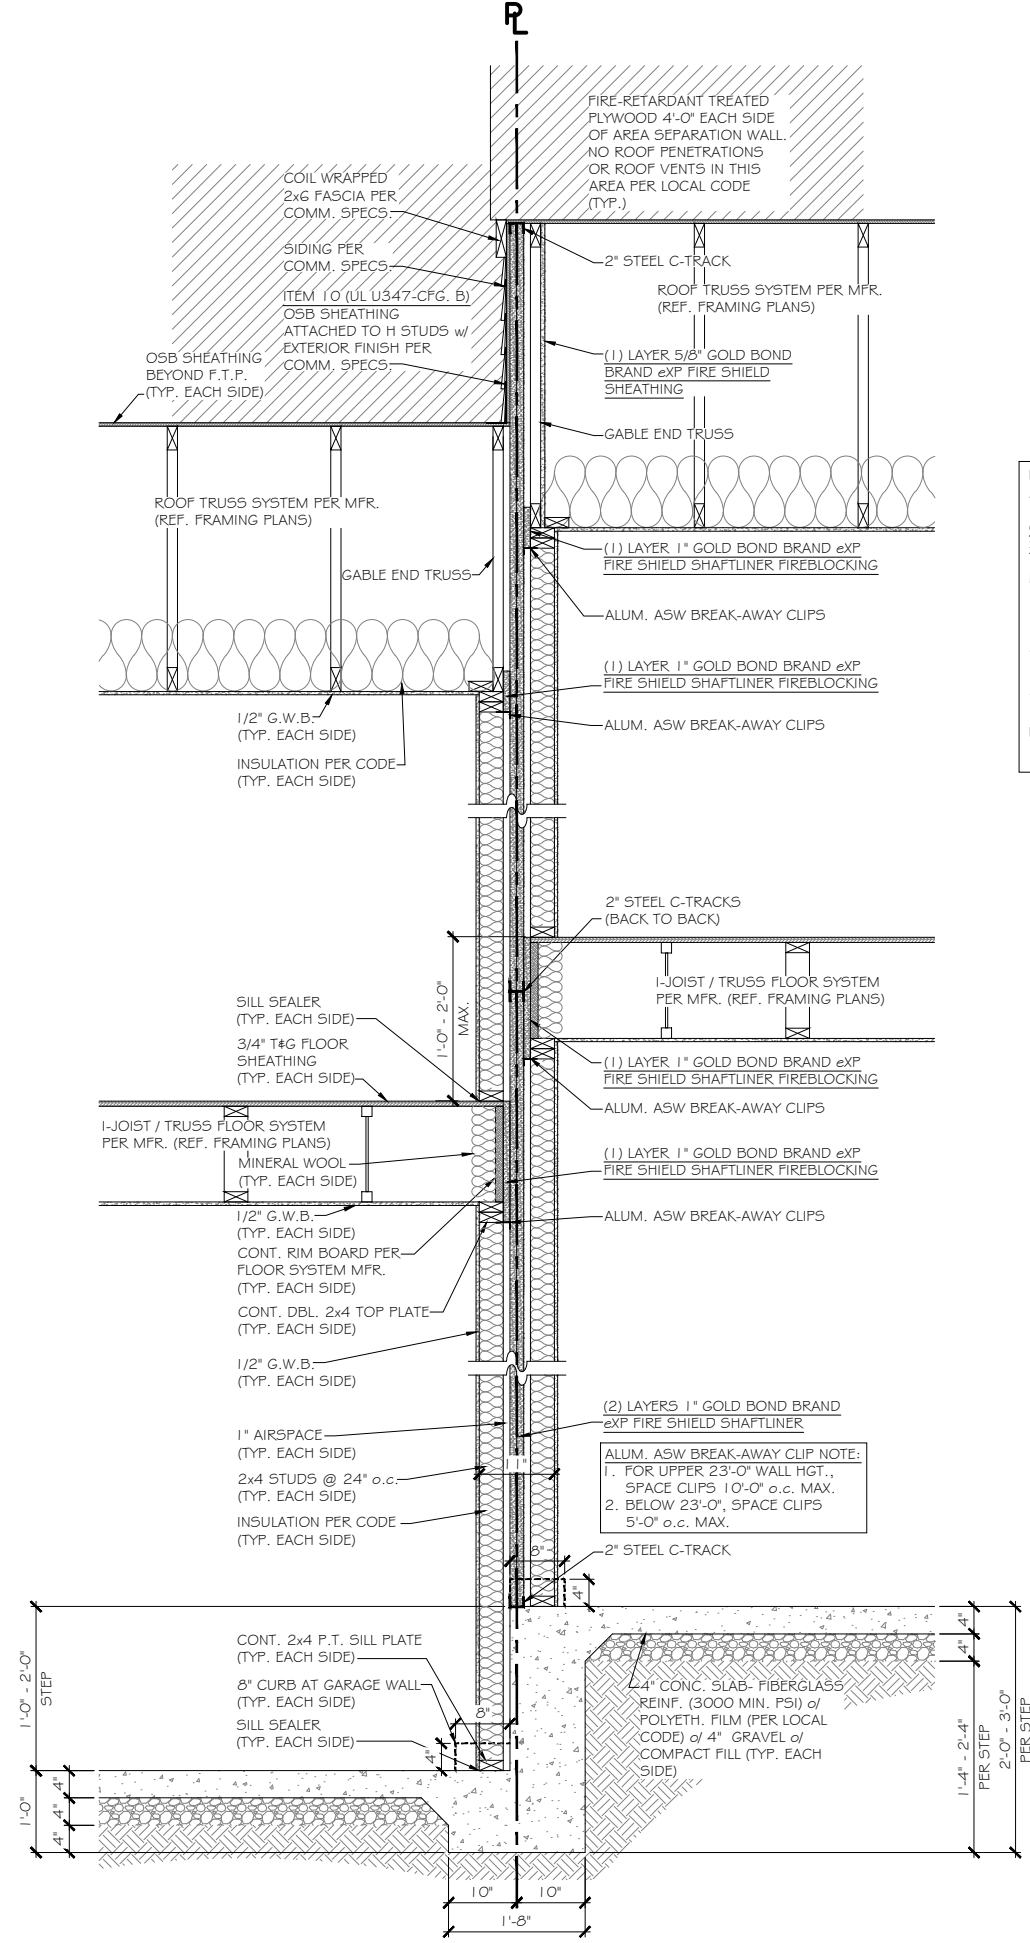 PL
FIRE-RETARDANT TREATED
PLYWOOD 4'-0" EACH SIDE
OF AREA SEPARATION WALL.
NO ROOF PENETRATIONS
OR ROOF VENTS IN THIS
AREA PER LOCAL CODE
(TYP.)
COIL WRAPPED
2x6 FASCIA PER
COMM. SPECS.
SIDING PER
COMM. SPECS.
ITEM 10 (UL U347-CFG. B)
OSB SHEATHING
ATTACHED TO H STUDS w/
EXTERIOR FINISH PER
COMM. SPECS.
OSB SHEATHING
BEYOND F.T.P.
(TYP. EACH SIDE)
2" STEEL C-TRACK
ROOF TRUSS SYSTEM PER MFR.
(REF. FRAMING PLANS)
(1) LAYER 5/8" GOLD BOND
BRAND eXP FIRE SHIELD
SHEATHING
GABLE END TRUSS
ROOF TRUSS SYSTEM PER MFR.
(REF. FRAMING PLANS)
GABLE END TRUSS
(1) LAYER 1" GOLD BOND BRAND eXP
FIRE SHIELD SHAFTLINER FIREBLOCKING
ALUM. ASW BREAK-AWAY CLIPS
(1) LAYER 1" GOLD BOND BRAND eXP
FIRE SHIELD SHAFTLINER FIREBLOCKING
ALUM. ASW BREAK-AWAY CLIPS
1/2" G.W.B.
(TYP. EACH SIDE)
INSULATION PER CODE
(TYP. EACH SIDE)
2" STEEL C-TRACKS
(BACK TO BACK)
I-JOIST / TRUSS FLOOR SYSTEM
PER MFR. (REF. FRAMING PLANS)
1'-0" - 2'-0"
MAX.
SILL SEALER
(TYP. EACH SIDE)
3/4" T&G FLOOR
SHEATHING
(TYP. EACH SIDE)
(1) LAYER 1" GOLD BOND BRAND eXP
FIRE SHIELD SHAFTLINER FIREBLOCKING
ALUM. ASW BREAK-AWAY CLIPS
I-JOIST / TRUSS FLOOR SYSTEM
PER MFR. (REF. FRAMING PLANS)
MINERAL WOOL
(TYP. EACH SIDE)
(1) LAYER 1" GOLD BOND BRAND eXP
FIRE SHIELD SHAFTLINER FIREBLOCKING
ALUM. ASW BREAK-AWAY CLIPS
1/2" G.W.B.
(TYP. EACH SIDE)
CONT. RIM BOARD PER
FLOOR SYSTEM MFR.
(TYP. EACH SIDE)
CONT. DBL. 2x4 TOP PLATE
(TYP. EACH SIDE)
1/2" G.W.B.
(TYP. EACH SIDE)
(2) LAYERS 1" GOLD BOND BRAND
eXP FIRE SHIELD SHAFTLINER
1" AIRSPACE
(TYP. EACH SIDE)
11"
2x4 STUDS @ 24" o.c.
(TYP. EACH SIDE)
INSULATION PER CODE
(TYP. EACH SIDE)
ALUM. ASW BREAK-AWAY CLIP NOTE:
1. FOR UPPER 23'-0" WALL HGT.,
SPACE CLIPS 10'-0" o.c. MAX.
2. BELOW 23'-0", SPACE CLIPS
5'-0" o.c. MAX.
8"
2" STEEL C-TRACK
4"
CONT. 2x4 P.T. SILL PLATE
(TYP. EACH SIDE)
8" CURB AT GARAGE WALL
(TYP. EACH SIDE)
SILL SEALER
(TYP. EACH SIDE)
8"
4"
4" CONC. SLAB- FIBERGLASS
REINF. (3000 MIN. PSI) o/
POLYETH. FILM (PER LOCAL
CODE) o/ 4" GRAVEL o/
COMPACT FILL (TYP. EACH
SIDE)
1'-0" - 2'-0"
STEP
1'-0"
4"
4"
4"
4"
4"
1'-4" - 2'-4"
PER STEP
2'-0" - 3'-0"
PER STEP
10"
10"
1'-8"